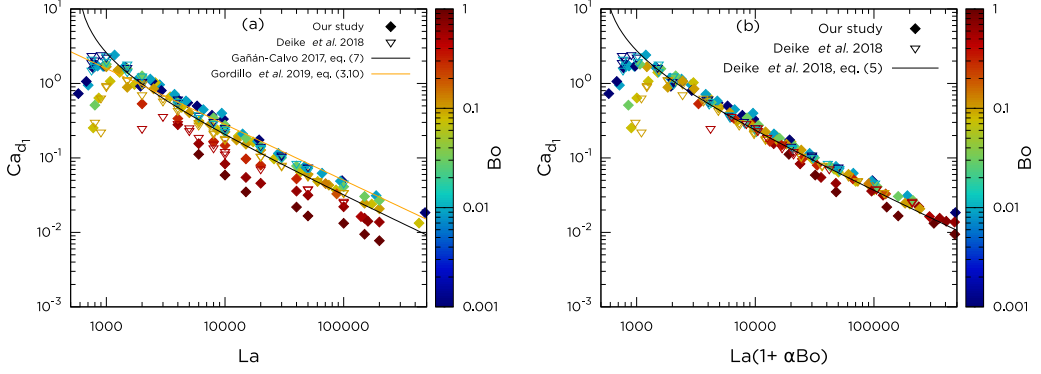 (a)
Our study
Deike et al. 2018
Gañán-Calvo 2017, eq. (7)
Gordillo et al. 2019, eq. (3,10)
10¹
10⁰
10⁻¹
10⁻²
10⁻³
Ca_d₁
1000
10000
100000
La
1
0.1
0.01
0.001
Bo
(b)
Our study
Deike et al. 2018
Deike et al. 2018, eq. (5)
10¹
10⁰
10⁻¹
10⁻²
10⁻³
Ca_d₁
1000
10000
100000
La(1+ αBo)
1
0.1
0.01
0.001
Bo